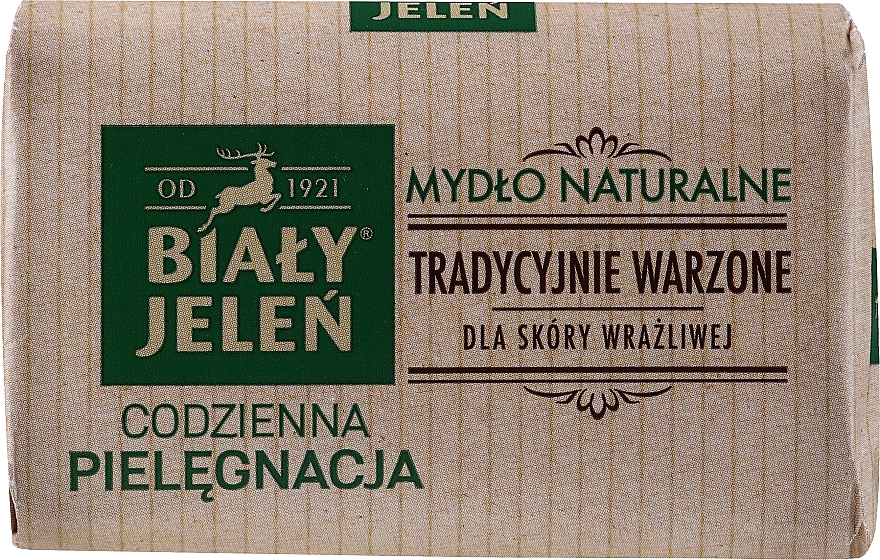 JELEŃ
OD 1921
BIAŁY®
JELEŃ
CODZIENNA
PIELĘGNACJA
MYDŁO NATURALNE
TRADYCYJNIE WARZONE
DLA SKÓRY WRAŻLIWEJ